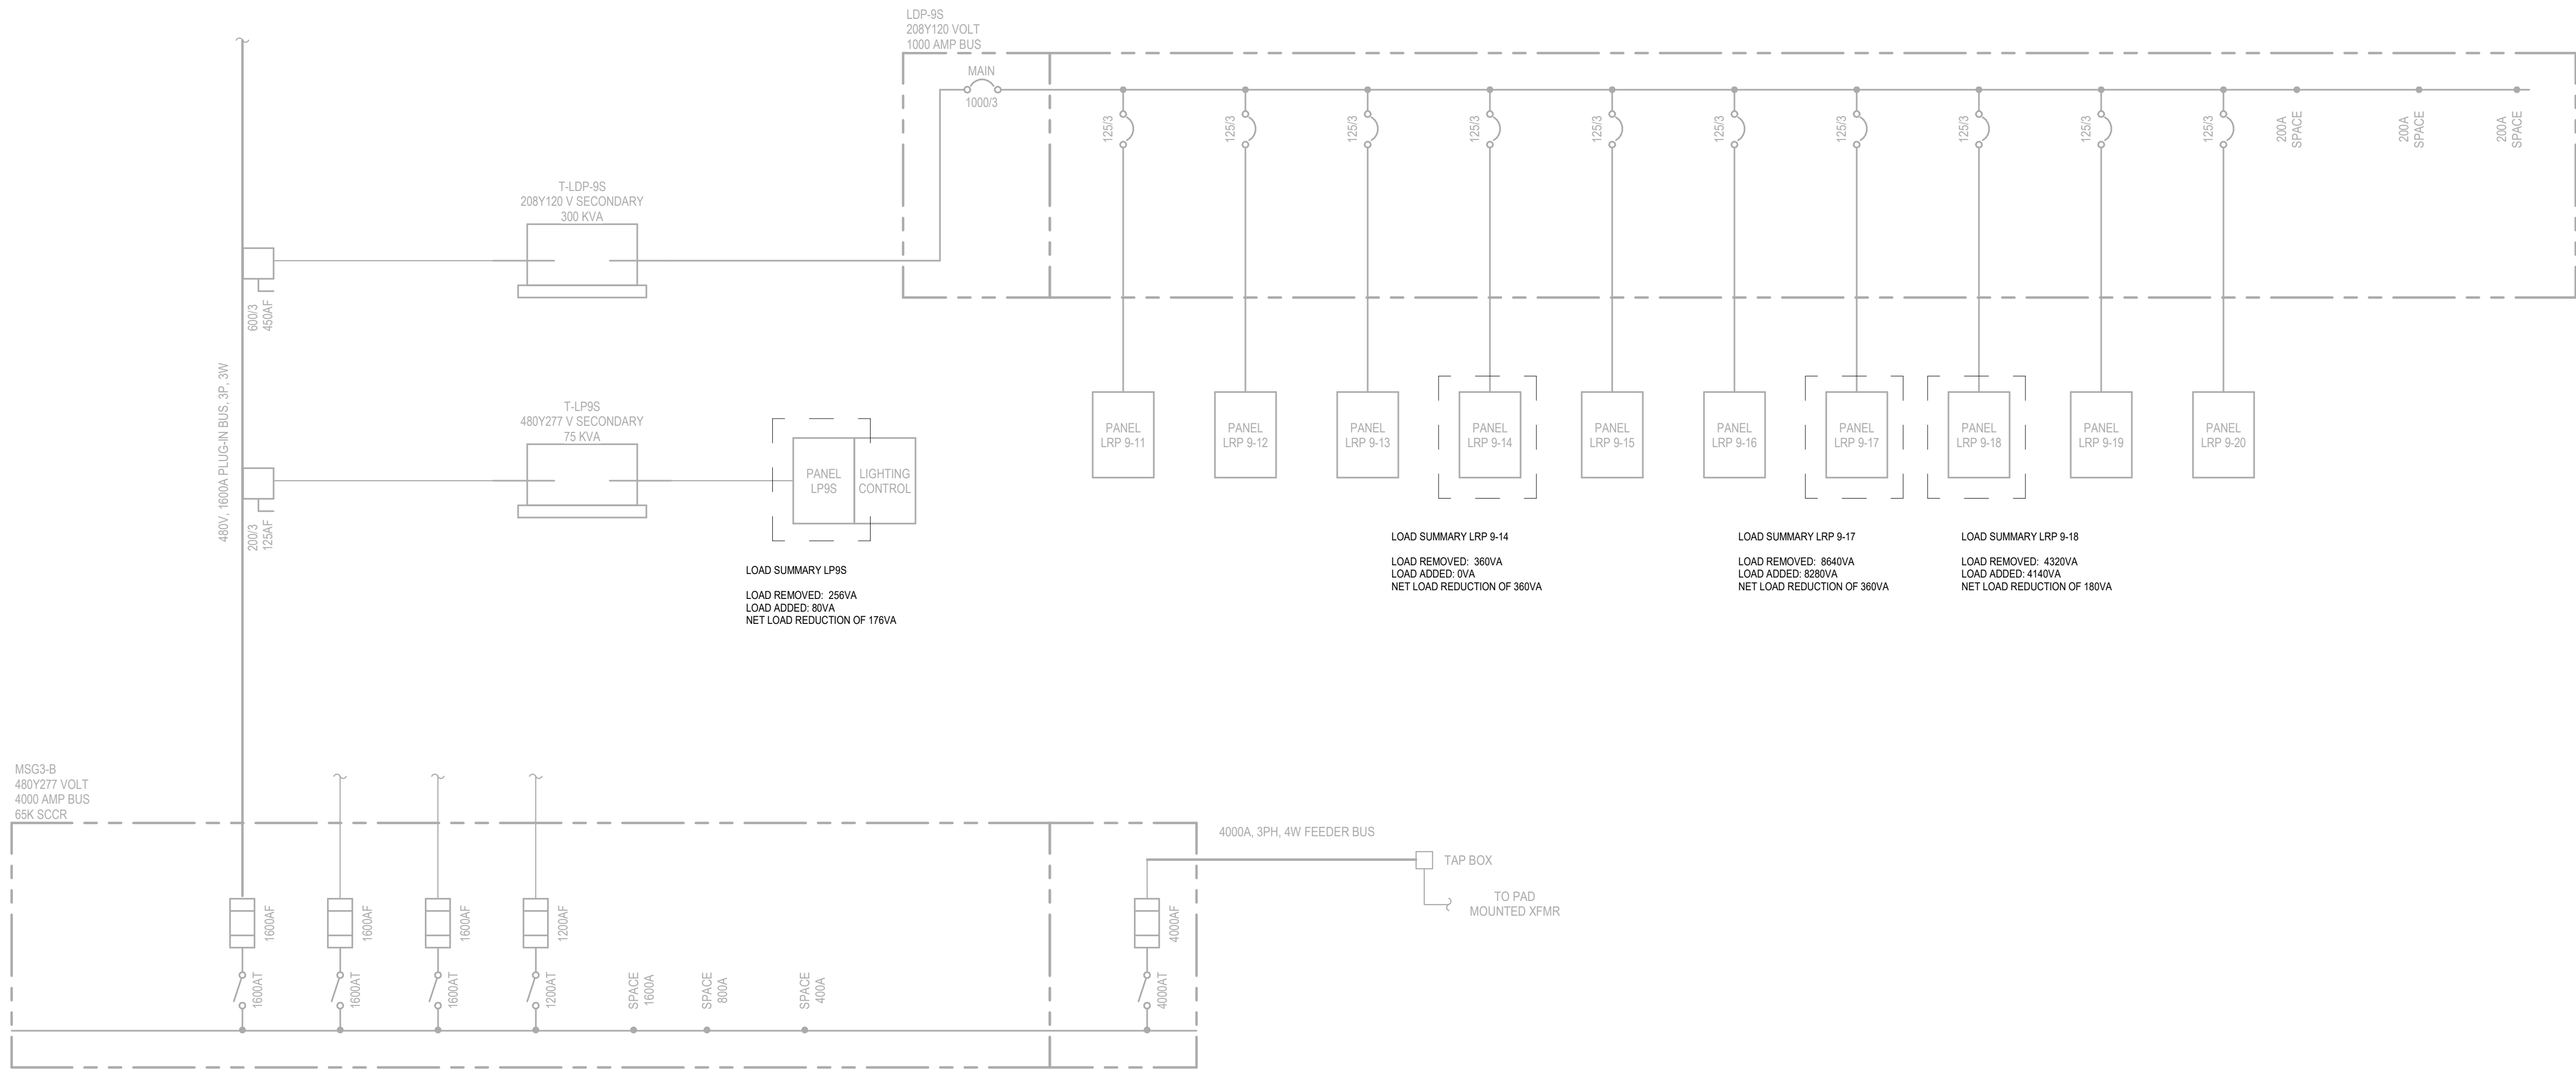 LDP-9S
208Y120 VOLT
1000 AMP BUS
MAIN
1000/3
125/3
125/3
125/3
125/3
125/3
125/3
125/3
125/3
125/3
125/3
200A
SPACE
200A
SPACE
200A
SPACE
T-LDP-9S
208Y120 V SECONDARY
300 KVA
600/3
450AF
480V, 1600A PLUG-IN BUS, 3P, 3W
T-LP9S
480Y277 V SECONDARY
75 KVA
200/3
125AF
PANEL
LP9S
LIGHTING
CONTROL
PANEL
LRP 9-11
PANEL
LRP 9-12
PANEL
LRP 9-13
PANEL
LRP 9-14
PANEL
LRP 9-15
PANEL
LRP 9-16
PANEL
LRP 9-17
PANEL
LRP 9-18
PANEL
LRP 9-19
PANEL
LRP 9-20
LOAD SUMMARY LP9S
LOAD REMOVED: 256VA
LOAD ADDED: 80VA
NET LOAD REDUCTION OF 176VA
LOAD SUMMARY LRP 9-14
LOAD REMOVED: 360VA
LOAD ADDED: 0VA
NET LOAD REDUCTION OF 360VA
LOAD SUMMARY LRP 9-17
LOAD REMOVED: 8640VA
LOAD ADDED: 8280VA
NET LOAD REDUCTION OF 360VA
LOAD SUMMARY LRP 9-18
LOAD REMOVED: 4320VA
LOAD ADDED: 4140VA
NET LOAD REDUCTION OF 180VA
MSG3-B
480Y277 VOLT
4000 AMP BUS
65K SCCR
1600AF
1600AT
1600AF
1600AT
1600AF
1600AT
1200AF
1200AT
SPACE
1600A
SPACE
800A
SPACE
400A
4000AF
4000AT
4000A, 3PH, 4W FEEDER BUS
TAP BOX
TO PAD
MOUNTED XFMR